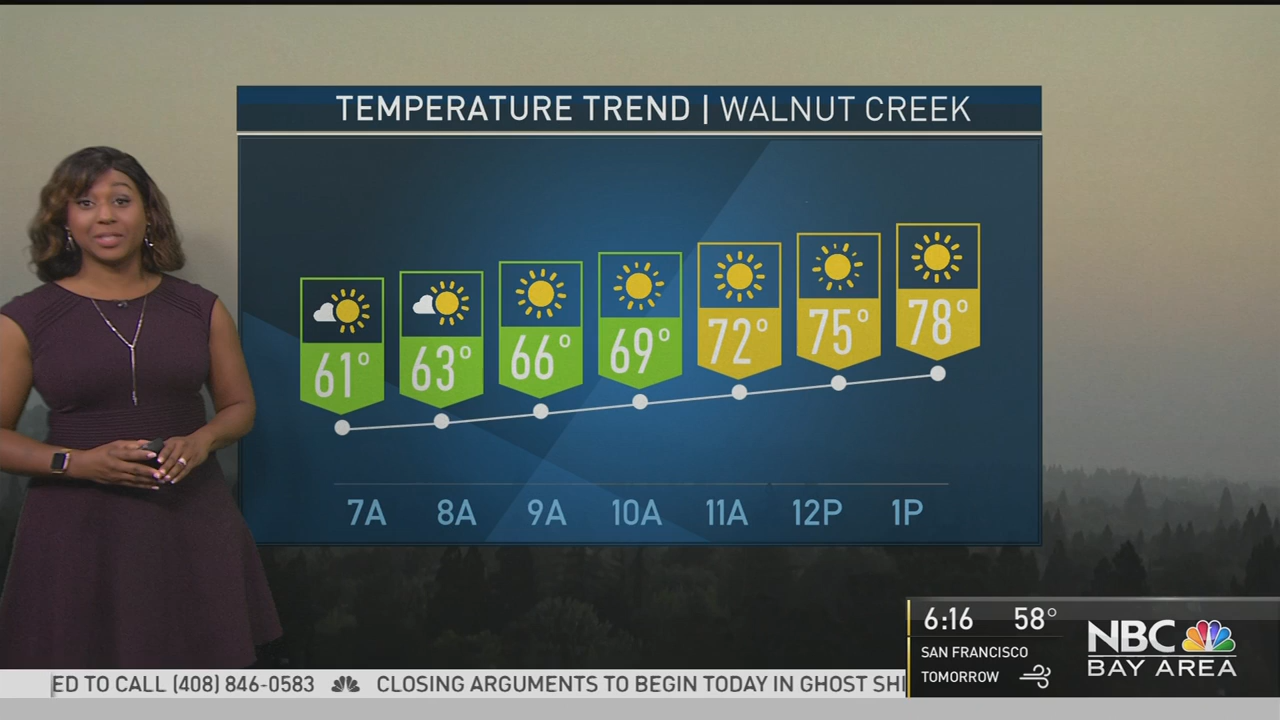 TEMPERATURE TREND | WALNUT CREEK
61° 63° 66° 69° 72° 75° 78°
7A 8A 9A 10A 11A 12P 1P
6:16 58°
SAN FRANCISCO
TOMORROW
NBC
BAY AREA
ED TO CALL (408) 846-0583 CLOSING ARGUMENTS TO BEGIN TODAY IN GHOST SHI